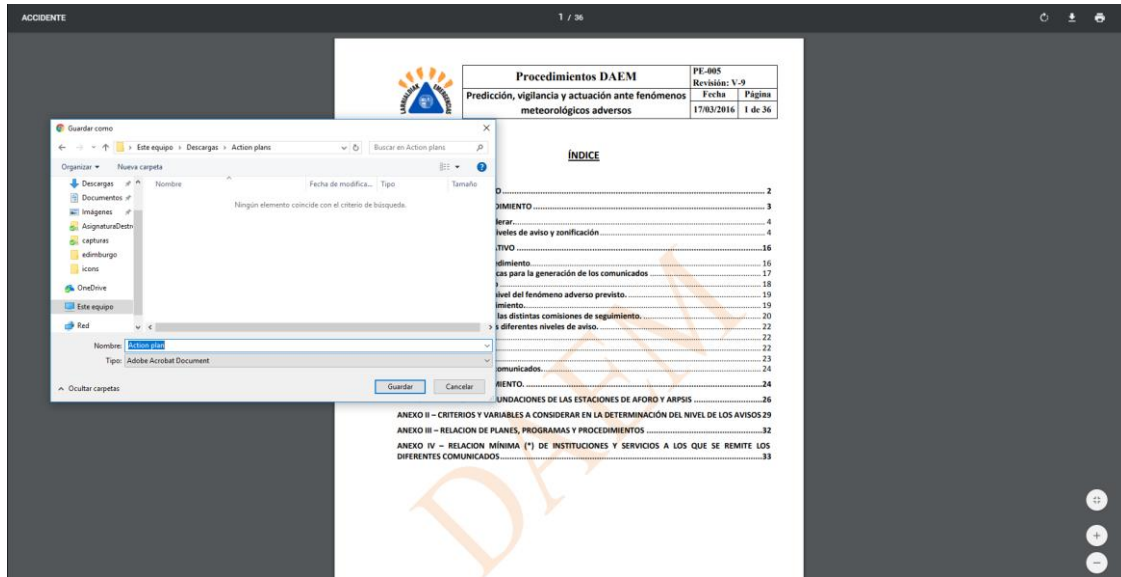 ACCIDENTE
1 / 36
LARRIALDIAK EMERGENCIAS
Procedimientos DAEM
PE-005
Revisión: V-9
Predicción, vigilancia y actuación ante fenómenos
meteorológicos adversos
Fecha
Página
17/03/2016
1 de 36
ÍNDICE
O 2
DIMIENTO 3
lerar. 4
iveles de aviso y zonificación 4
TIVO 16
edimiento. 16
cas para la generación de los comunicados 17
18
ivel del fenómeno adverso previsto. 19
imiento. 19
las distintas comisiones de seguimiento. 20
s diferentes niveles de aviso. 22
22
22
23
omunicados. 24
MIENTO. 24
UNDACIONES DE LAS ESTACIONES DE AFORO Y ARPSIS 26
ANEXO II – CRITERIOS Y VARIABLES A CONSIDERAR EN LA DETERMINACIÓN DEL NIVEL DE LOS AVISOS 29
ANEXO III – RELACION DE PLANES, PROGRAMAS Y PROCEDIMIENTOS 32
ANEXO IV – RELACION MÍNIMA (*) DE INSTITUCIONES Y SERVICIOS A LOS QUE SE REMITE LOS
DIFERENTES COMUNICADOS 33
DAEM
Guardar como
Este equipo > Descargas > Action plans
Buscar en Action plans
Organizar
Nueva carpeta
Descargas
Documentos
Imágenes
AsignaturaDestr
capturas
edimburgo
icons
OneDrive
Este equipo
Red
Nombre
Fecha de modifica...
Tipo
Tamaño
Ningún elemento coincide con el criterio de búsqueda.
Nombre: Action plan
Tipo: Adobe Acrobat Document
Ocultar carpetas
Guardar
Cancelar